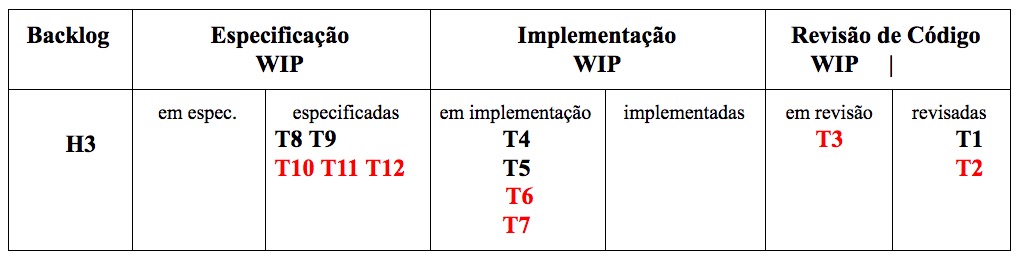 Backlog Especificação Implementação Revisão de Código
WIP WIP WIP |
em espec. especificadas em implementação implementadas em revisão revisadas
H3 T8 T9 T4 T3 T1
T10 T11 T12 T5 T2
T6
T7